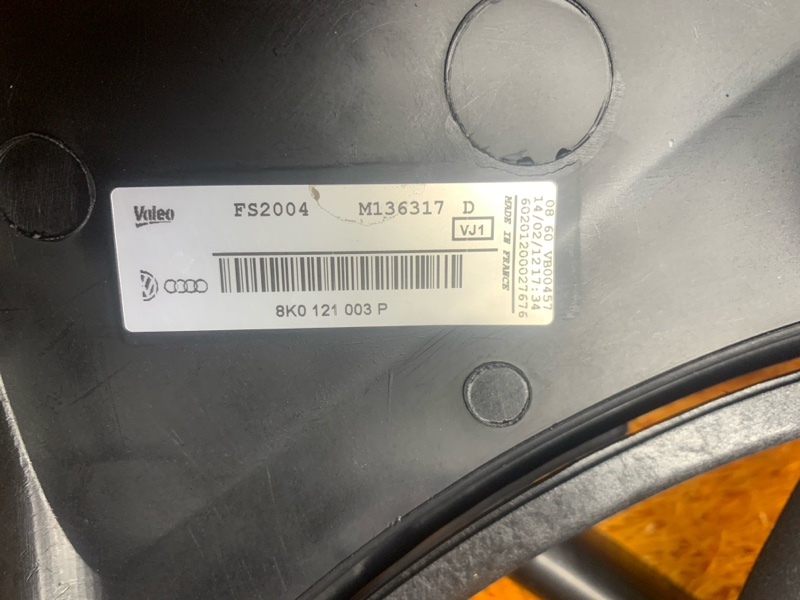 Valeo FS2004 M136317 D
VJ1
8K0 121 003 P
MADE IN FRANCE
08 60 VB00457
14/02/12 17:34
60201200027676